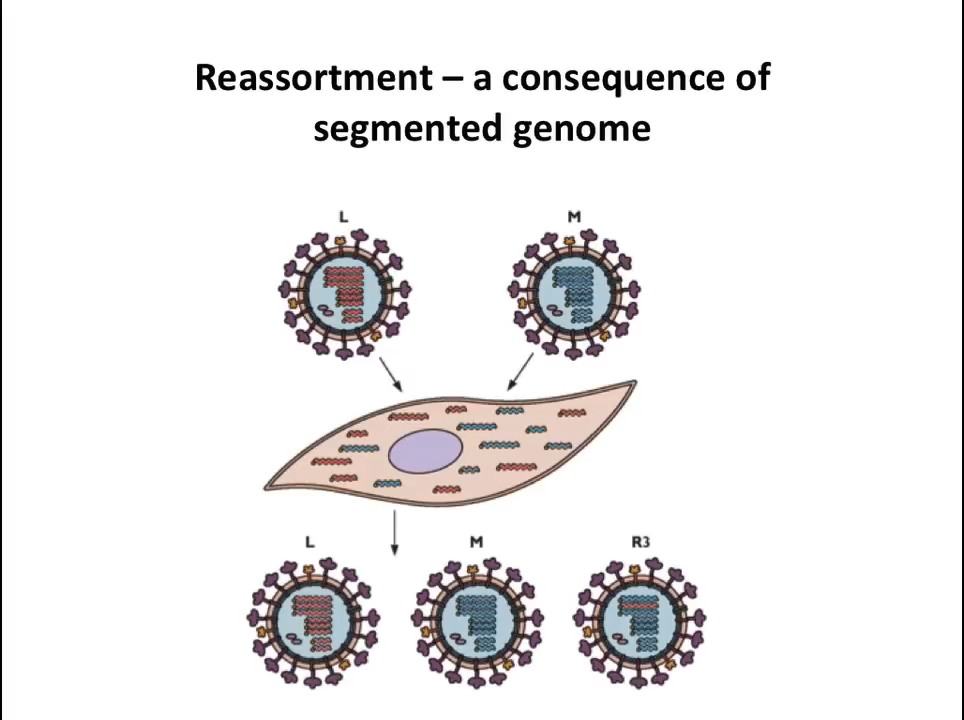 Reassortment – a consequence of
segmented genome
L M
L M R3